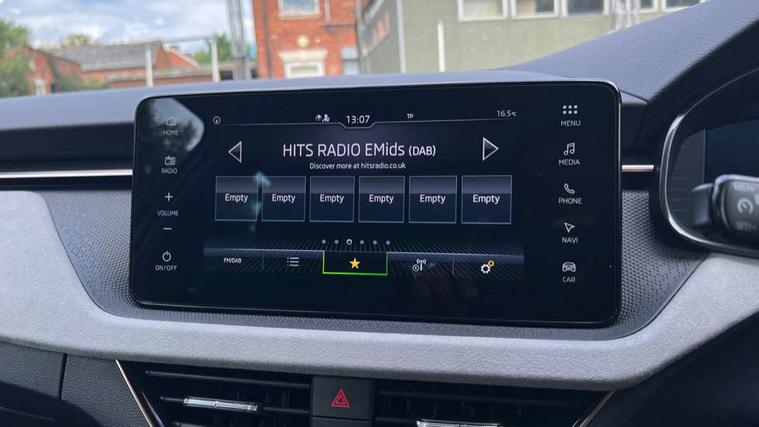 13:07
TP
16.5°C
HITS RADIO EMids (DAB)
Discover more at hitsradio.co.uk
Empty Empty Empty Empty Empty Empty
FM/DAB
HOME
RADIO
+
VOLUME
−
ON/OFF
MENU
MEDIA
PHONE
NAVI
CAR